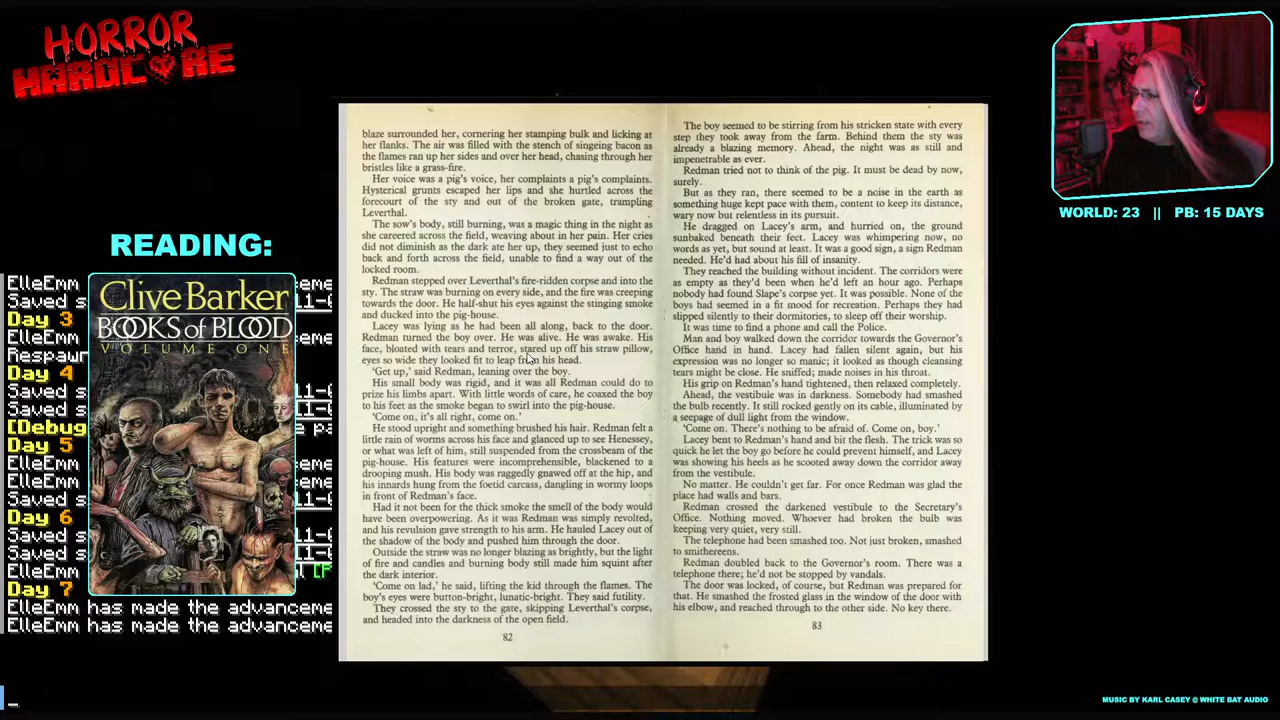 HORROR
HARDCORE
READING:
Clive Barker
BOOKS of BLOOD
VOLUME ONE
ElleEm
Saved s
Day 3
ElleEm
Respaw
Day 4
Saved s
Saved s
[Debug
Day 5
ElleEm
ElleEm
Saved s
Day 6
Saved s
Saved s
ElleEm
Day 7
ElleEmm has made the advanceme
ElleEmm has made the advanceme
blaze surrounded her, cornering her stamping bulk and licking at
her flanks. The air was filled with the stench of singeing bacon as
the flames ran up her sides and over her head, chasing through her
bristles like a grass-fire.
Her voice was a pig's voice, her complaints a pig's complaints.
Hysterical grunts escaped her lips and she hurtled across the
forecourt of the sty and out of the broken gate, trampling
Leverthal.
The sow's body, still burning, was a magic thing in the night as
she careered across the field, weaving about in her pain. Her cries
did not diminish as the dark ate her up, they seemed just to echo
back and forth across the field, unable to find a way out of the
locked room.
Redman stepped over Leverthal's fire-ridden corpse and into the
sty. The straw was burning on every side, and the fire was creeping
towards the door. He half-shut his eyes against the stinging smoke
and ducked into the pig-house.
Lacey was lying as he had been all along, back to the door.
Redman turned the boy over. He was alive. He was awake. His
face, bloated with tears and terror, stared up off his straw pillow,
eyes so wide they looked fit to leap from his head.
'Get up,' said Redman, leaning over the boy.
His small body was rigid, and it was all Redman could do to
prize his limbs apart. With little words of care, he coaxed the boy
to his feet as the smoke began to swirl into the pig-house.
'Come on, it's all right, come on.'
He stood upright and something brushed his hair. Redman felt a
little rain of worms across his face and glanced up to see Henessey,
or what was left of him, still suspended from the crossbeam of the
pig-house. His features were incomprehensible, blackened to a
drooping mush. His body was raggedly gnawed off at the hip, and
his innards hung from the foetid carcass, dangling in wormy loops
in front of Redman's face.
Had it not been for the thick smoke the smell of the body would
have been overpowering. As it was Redman was simply revolted,
and his revulsion gave strength to his arm. He hauled Lacey out of
the shadow of the body and pushed him through the door.
Outside the straw was no longer blazing as brightly, but the light
of fire and candles and burning body still made him squint after
the dark interior.
'Come on lad,' he said, lifting the kid through the flames. The
boy's eyes were button-bright, lunatic-bright. They said futility.
They crossed the sty to the gate, skipping Leverthal's corpse,
and headed into the darkness of the open field.
82
The boy seemed to be stirring from his stricken state with every
step they took away from the farm. Behind them the sty was
already a blazing memory. Ahead, the night was as still and
impenetrable as ever.
Redman tried not to think of the pig. It must be dead by now,
surely.
But as they ran, there seemed to be a noise in the earth as
something huge kept pace with them, content to keep its distance,
wary now but relentless in its pursuit.
He dragged on Lacey's arm, and hurried on, the ground
sunbaked beneath their feet. Lacey was whimpering now, no
words as yet, but sound at least. It was a good sign, a sign Redman
needed. He'd had about his fill of insanity.
They reached the building without incident. The corridors were
as empty as they'd been when he'd left an hour ago. Perhaps
nobody had found Slape's corpse yet. It was possible. None of the
boys had seemed in a fit mood for recreation. Perhaps they had
slipped silently to their dormitories, to sleep off their worship.
It was time to find a phone and call the Police.
Man and boy walked down the corridor towards the Governor's
Office hand in hand. Lacey had fallen silent again, but his
expression was no longer so manic; it looked as though cleansing
tears might be close. He sniffed; made noises in his throat.
His grip on Redman's hand tightened, then relaxed completely.
Ahead, the vestibule was in darkness. Somebody had smashed
the bulb recently. It still rocked gently on its cable, illuminated by
a seepage of dull light from the window.
'Come on. There's nothing to be afraid of. Come on, boy.'
Lacey bent to Redman's hand and bit the flesh. The trick was so
quick he let the boy go before he could prevent himself, and Lacey
was showing his heels as he scooted away down the corridor away
from the vestibule.
No matter. He couldn't get far. For once Redman was glad the
place had walls and bars.
Redman crossed the darkened vestibule to the Secretary's
Office. Nothing moved. Whoever had broken the bulb was
keeping very quiet, very still.
The telephone had been smashed too. Not just broken, smashed
to smithereens.
Redman doubled back to the Governor's room. There was a
telephone there; he'd not be stopped by vandals.
The door was locked, of course, but Redman was prepared for
that. He smashed the frosted glass in the window of the door with
his elbow, and reached through to the other side. No key there.
83
WORLD: 23 || PB: 15 DAYS
MUSIC BY KARL CASEY @ WHITE BAT AUDIO